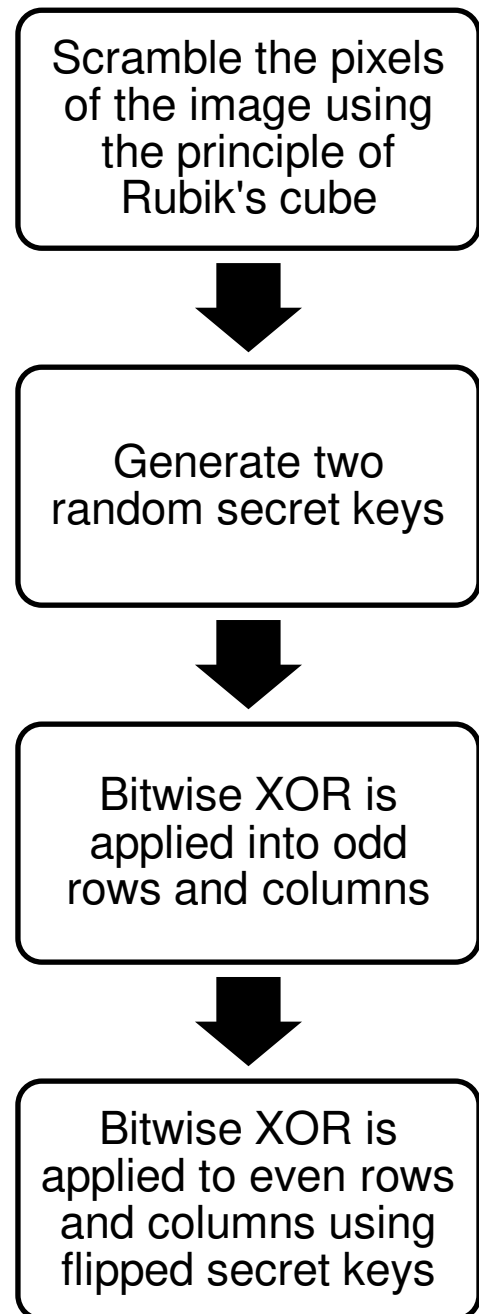 Scramble the pixels
of the image using
the principle of
Rubik's cube
Generate two
random secret keys
Bitwise XOR is
applied into odd
rows and columns
Bitwise XOR is
applied to even rows
and columns using
flipped secret keys